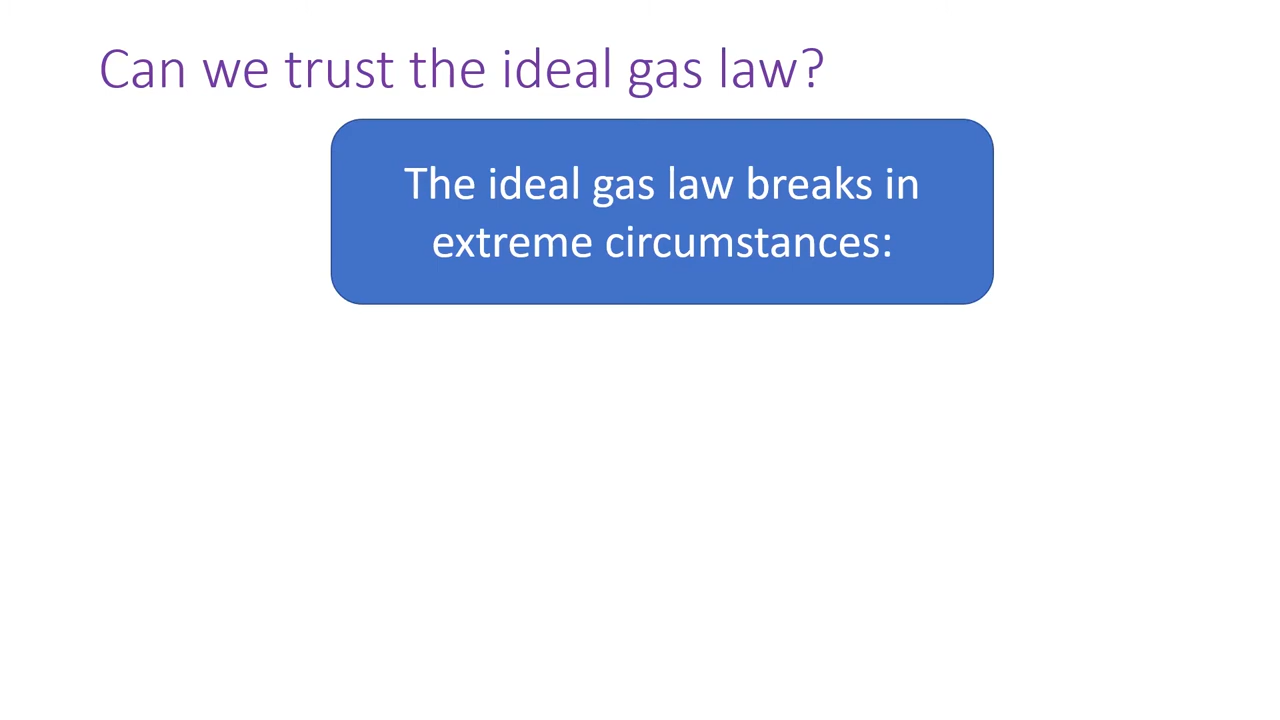 Can we trust the ideal gas law?
The ideal gas law breaks in
extreme circumstances: